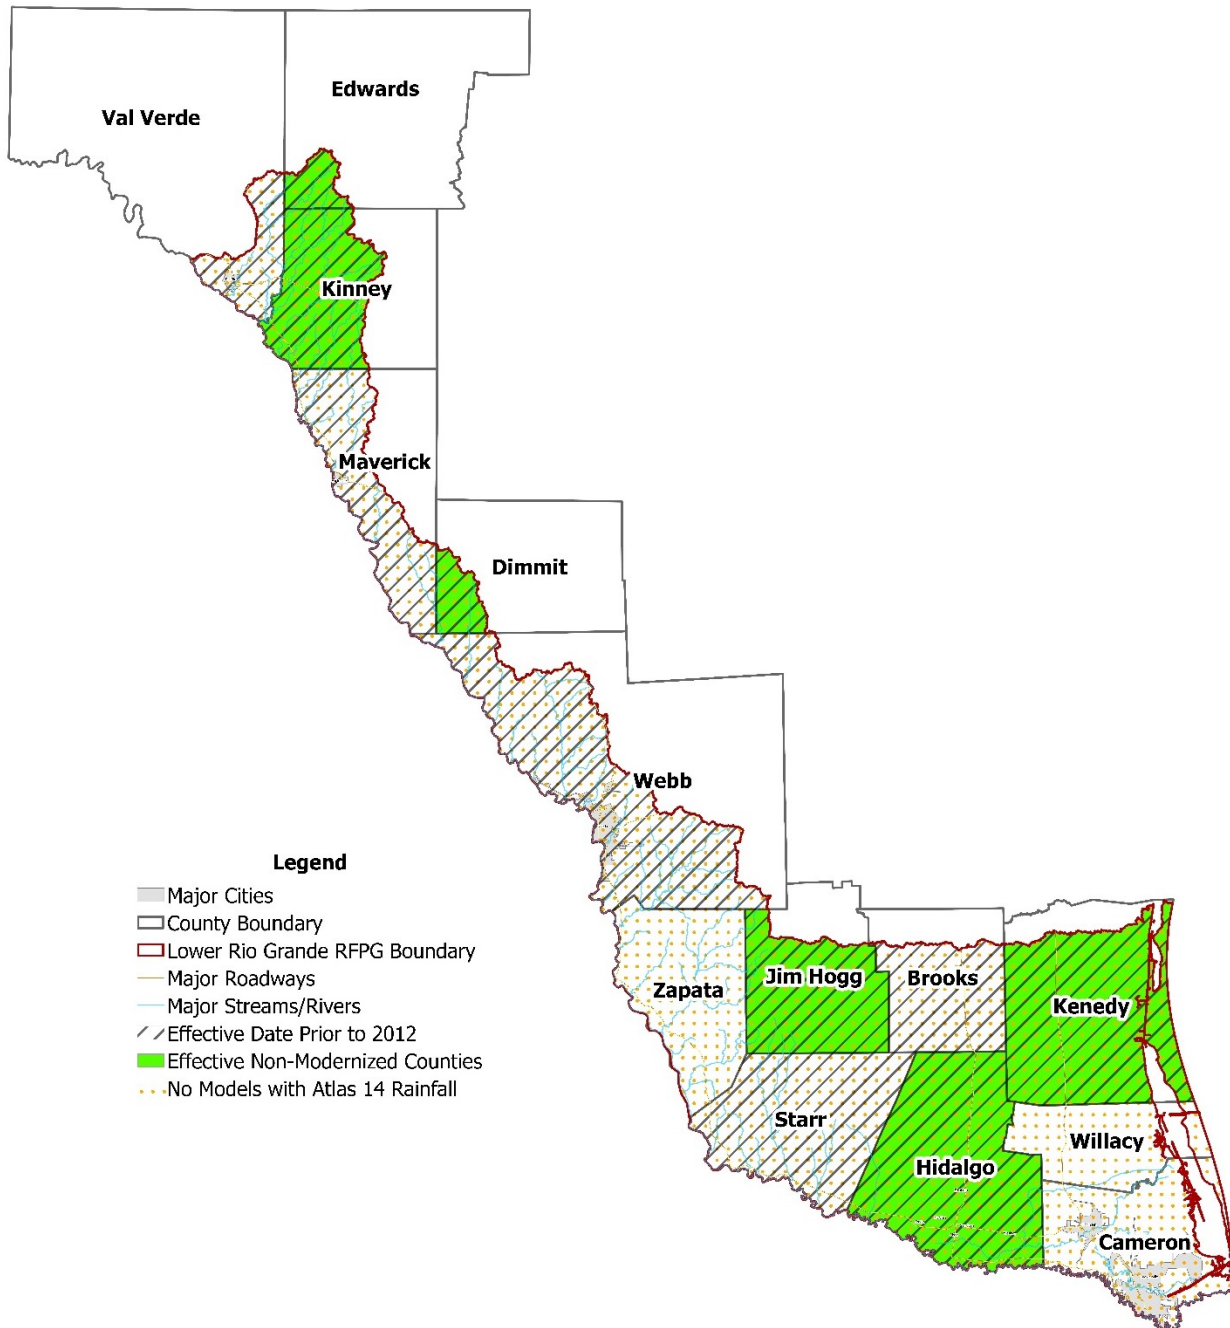 Edwards
Val Verde
Kinney
Maverick
Dimmit
Webb
Legend
Major Cities
County Boundary
Lower Rio Grande RFPG Boundary
Major Roadways
Major Streams/Rivers
Effective Date Prior to 2012
Effective Non-Modernized Counties
No Models with Atlas 14 Rainfall
Zapata
Jim Hogg
Brooks
Kenedy
Starr
Willacy
Hidalgo
Cameron